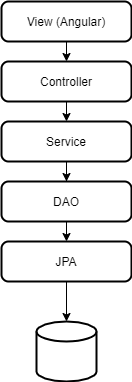 View (Angular)
Controller
Service
DAO
JPA